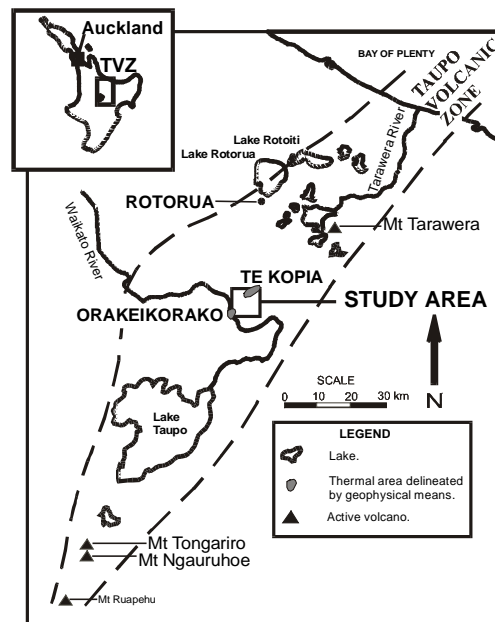 Auckland
TVZ
BAY OF PLENTY
TAUPO
VOLCANIC
ZONE
Tarawera River
Lake Rotoiti
Lake Rotorua
ROTORUA
Mt Tarawera
Waikato River
TE KOPIA
STUDY AREA
ORAKEIKORAKO
SCALE
0 10 20 30 km
N
Lake
Taupo
LEGEND
Lake.
Thermal area delineated
by geophysical means.
Active volcano.
Mt Tongariro
Mt Ngauruhoe
Mt Ruapehu